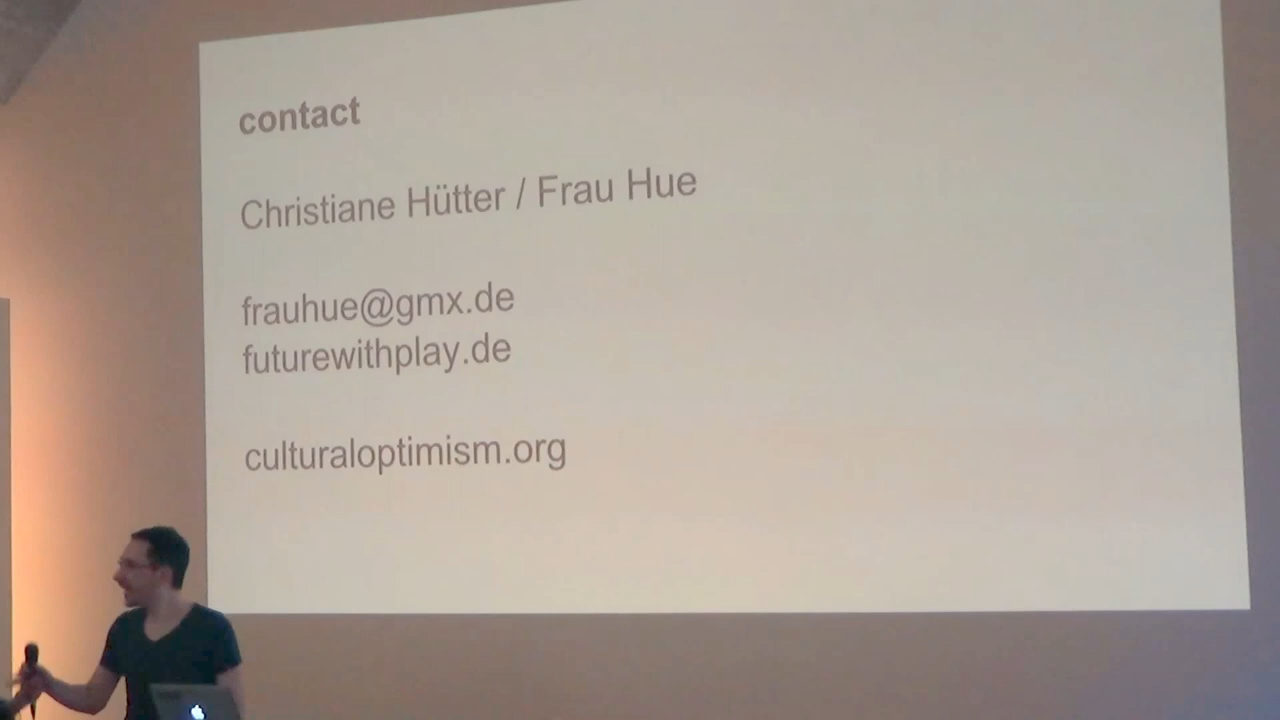 contact
Christiane Hütter / Frau Hue
frauhue@gmx.de
futurewithplay.de
culturaloptimism.org